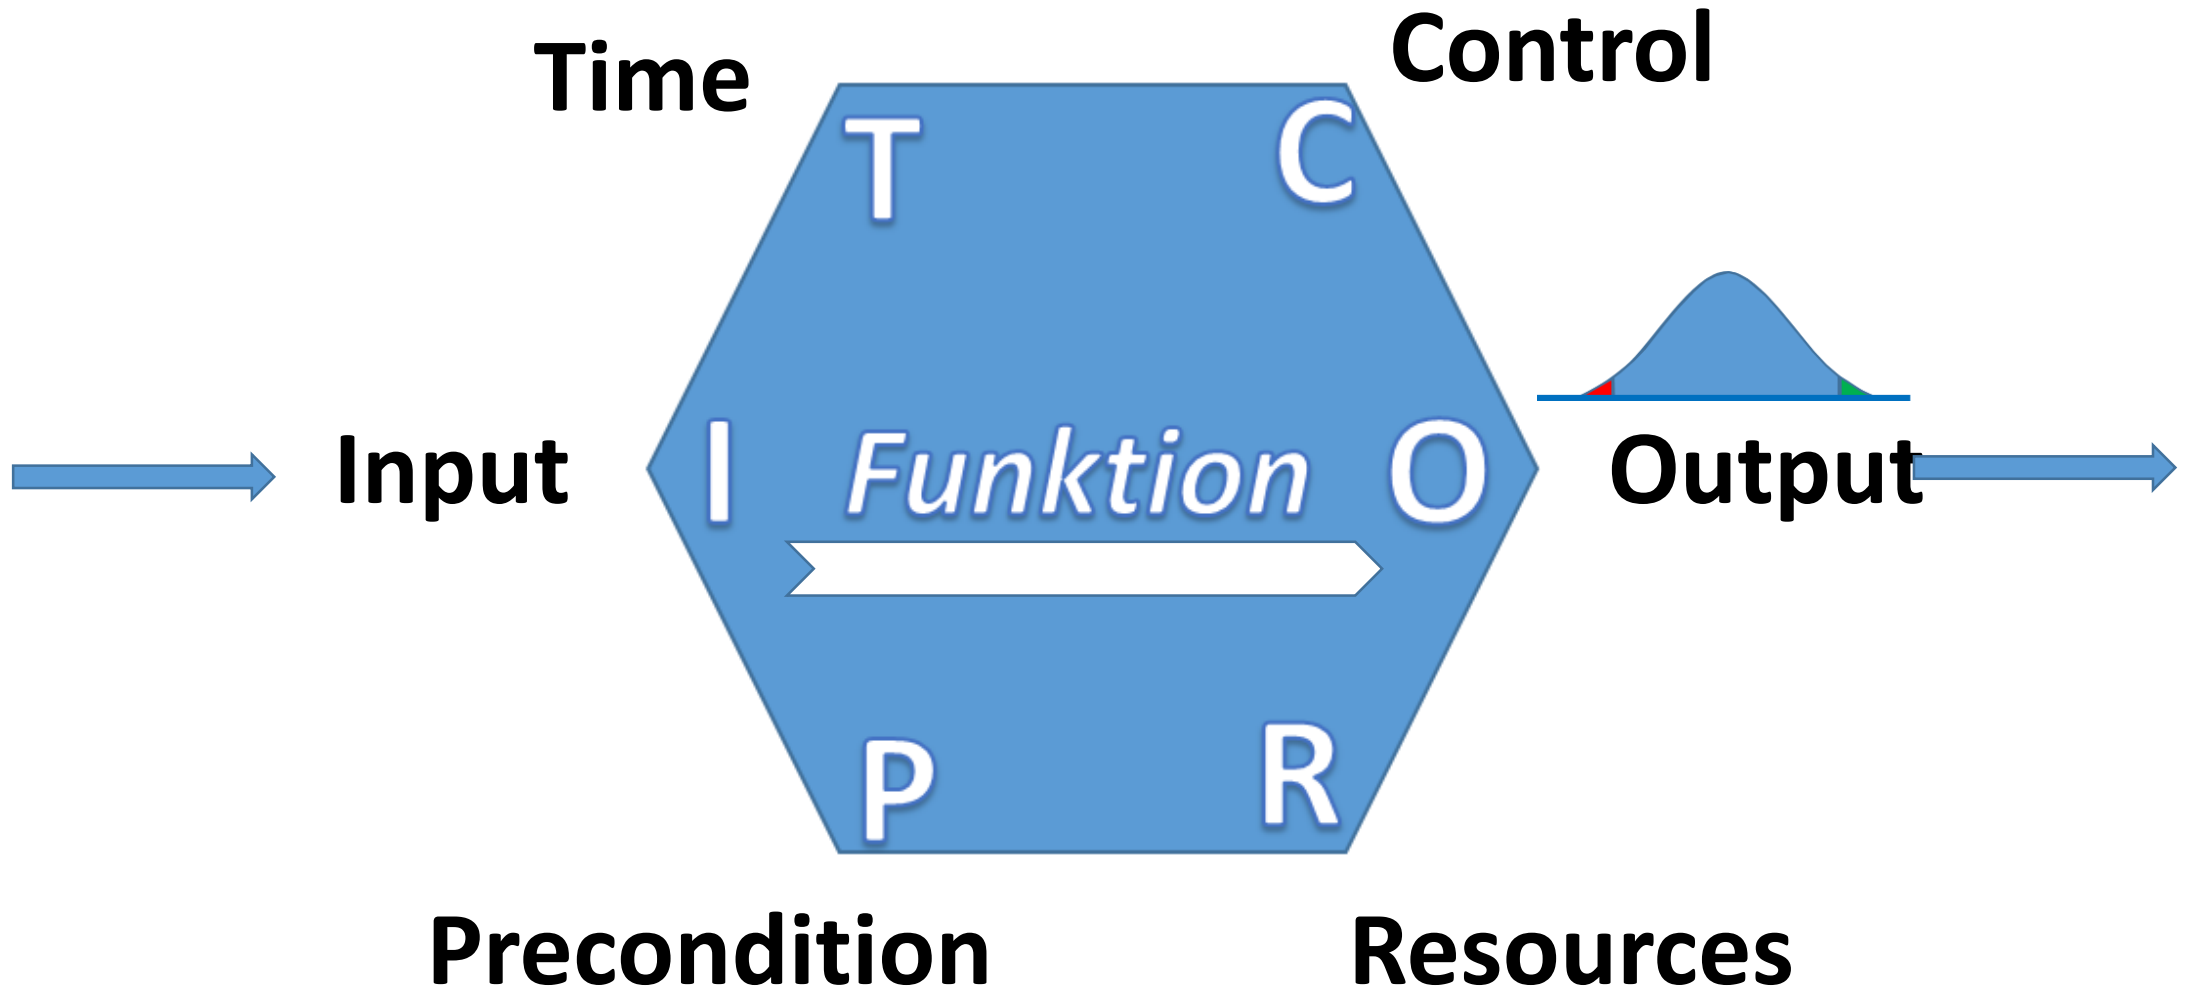 Time
Control
T
C
Input
I
Funktion
O
Output
P
R
Precondition
Resources